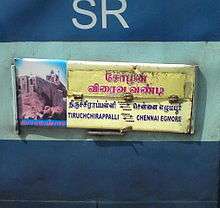 SR
சோழன்
விரைவு வண்டி
திருச்சிராப்பள்ளி சென்னை எழும்பூர்
TIRUCHCHIRAPPALLI CHENNAI EGMORE